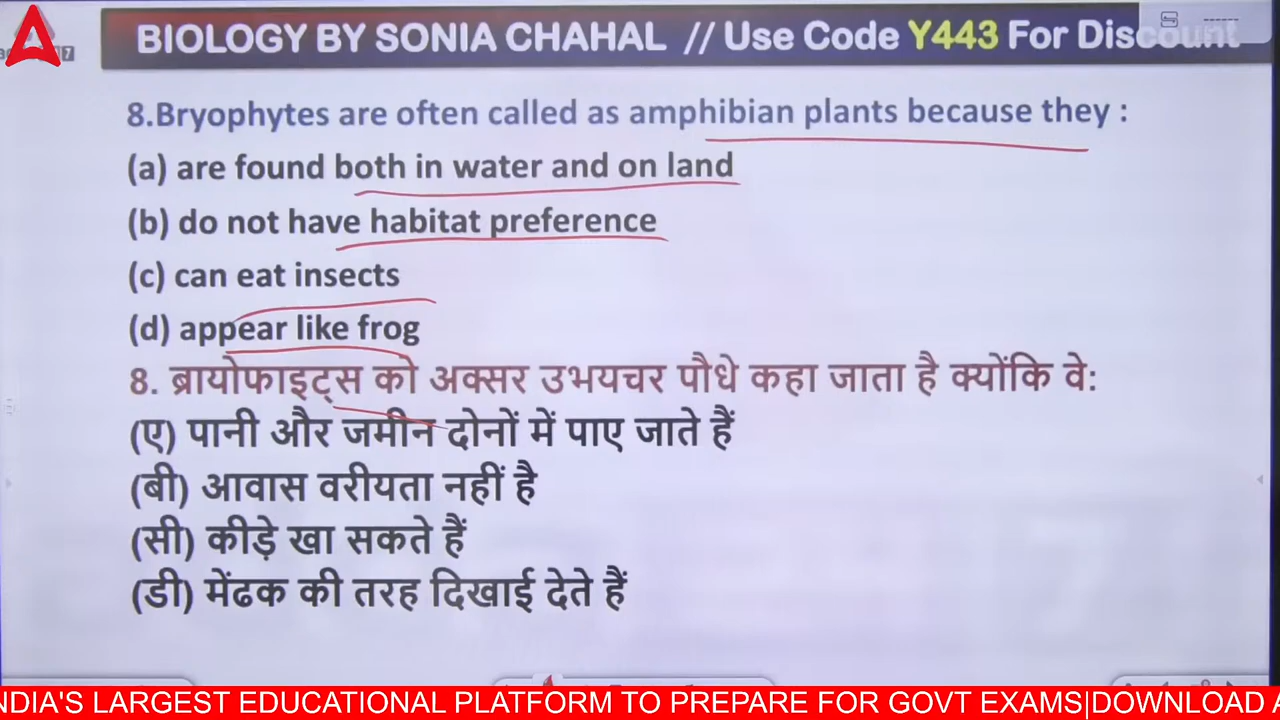 BIOLOGY BY SONIA CHAHAL // Use Code Y443 For Discount
8.Bryophytes are often called as amphibian plants because they :
(a) are found both in water and on land
(b) do not have habitat preference
(c) can eat insects
(d) appear like frog
8. ब्रायोफाइट्स को अक्सर उभयचर पौधे कहा जाता है क्योंकि वे:
(ए) पानी और जमीन दोनों में पाए जाते हैं
(बी) आवास वरीयता नहीं है
(सी) कीड़े खा सकते हैं
(डी) मेंढक की तरह दिखाई देते हैं
NDIA'S LARGEST EDUCATIONAL PLATFORM TO PREPARE FOR GOVT EXAMS|DOWNLOAD A